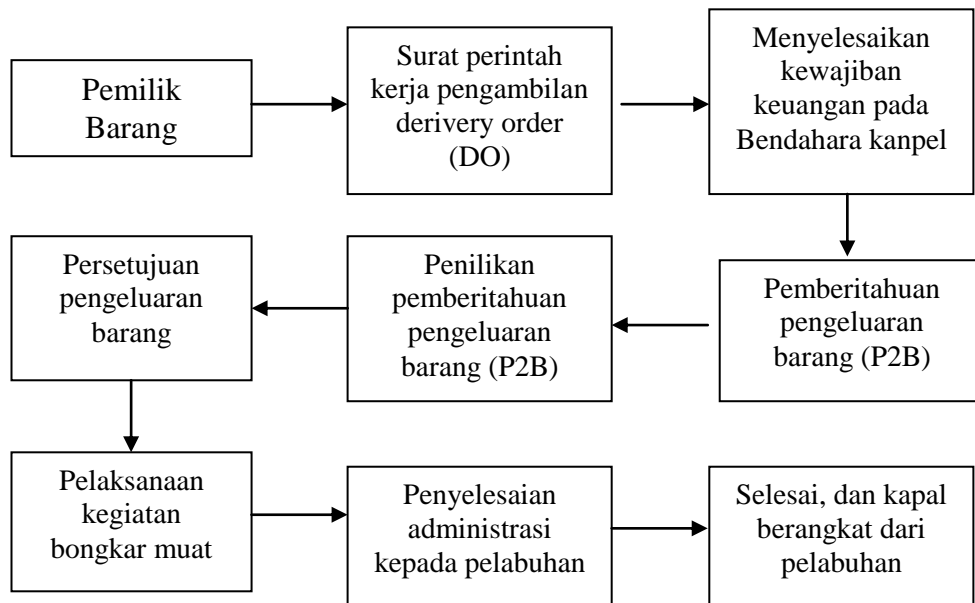 Pemilik
Barang
Surat perintah
kerja pengambilan
derivery order
(DO)
Menyelesaikan
kewajiban
keuangan pada
Bendahara kanpel
Pemberitahuan
pengeluaran
barang (P2B)
Penilikan
pemberitahuan
pengeluaran
barang (P2B)
Persetujuan
pengeluaran
barang
Pelaksanaan
kegiatan
bongkar muat
Penyelesaian
administrasi
kepada pelabuhan
Selesai, dan kapal
berangkat dari
pelabuhan